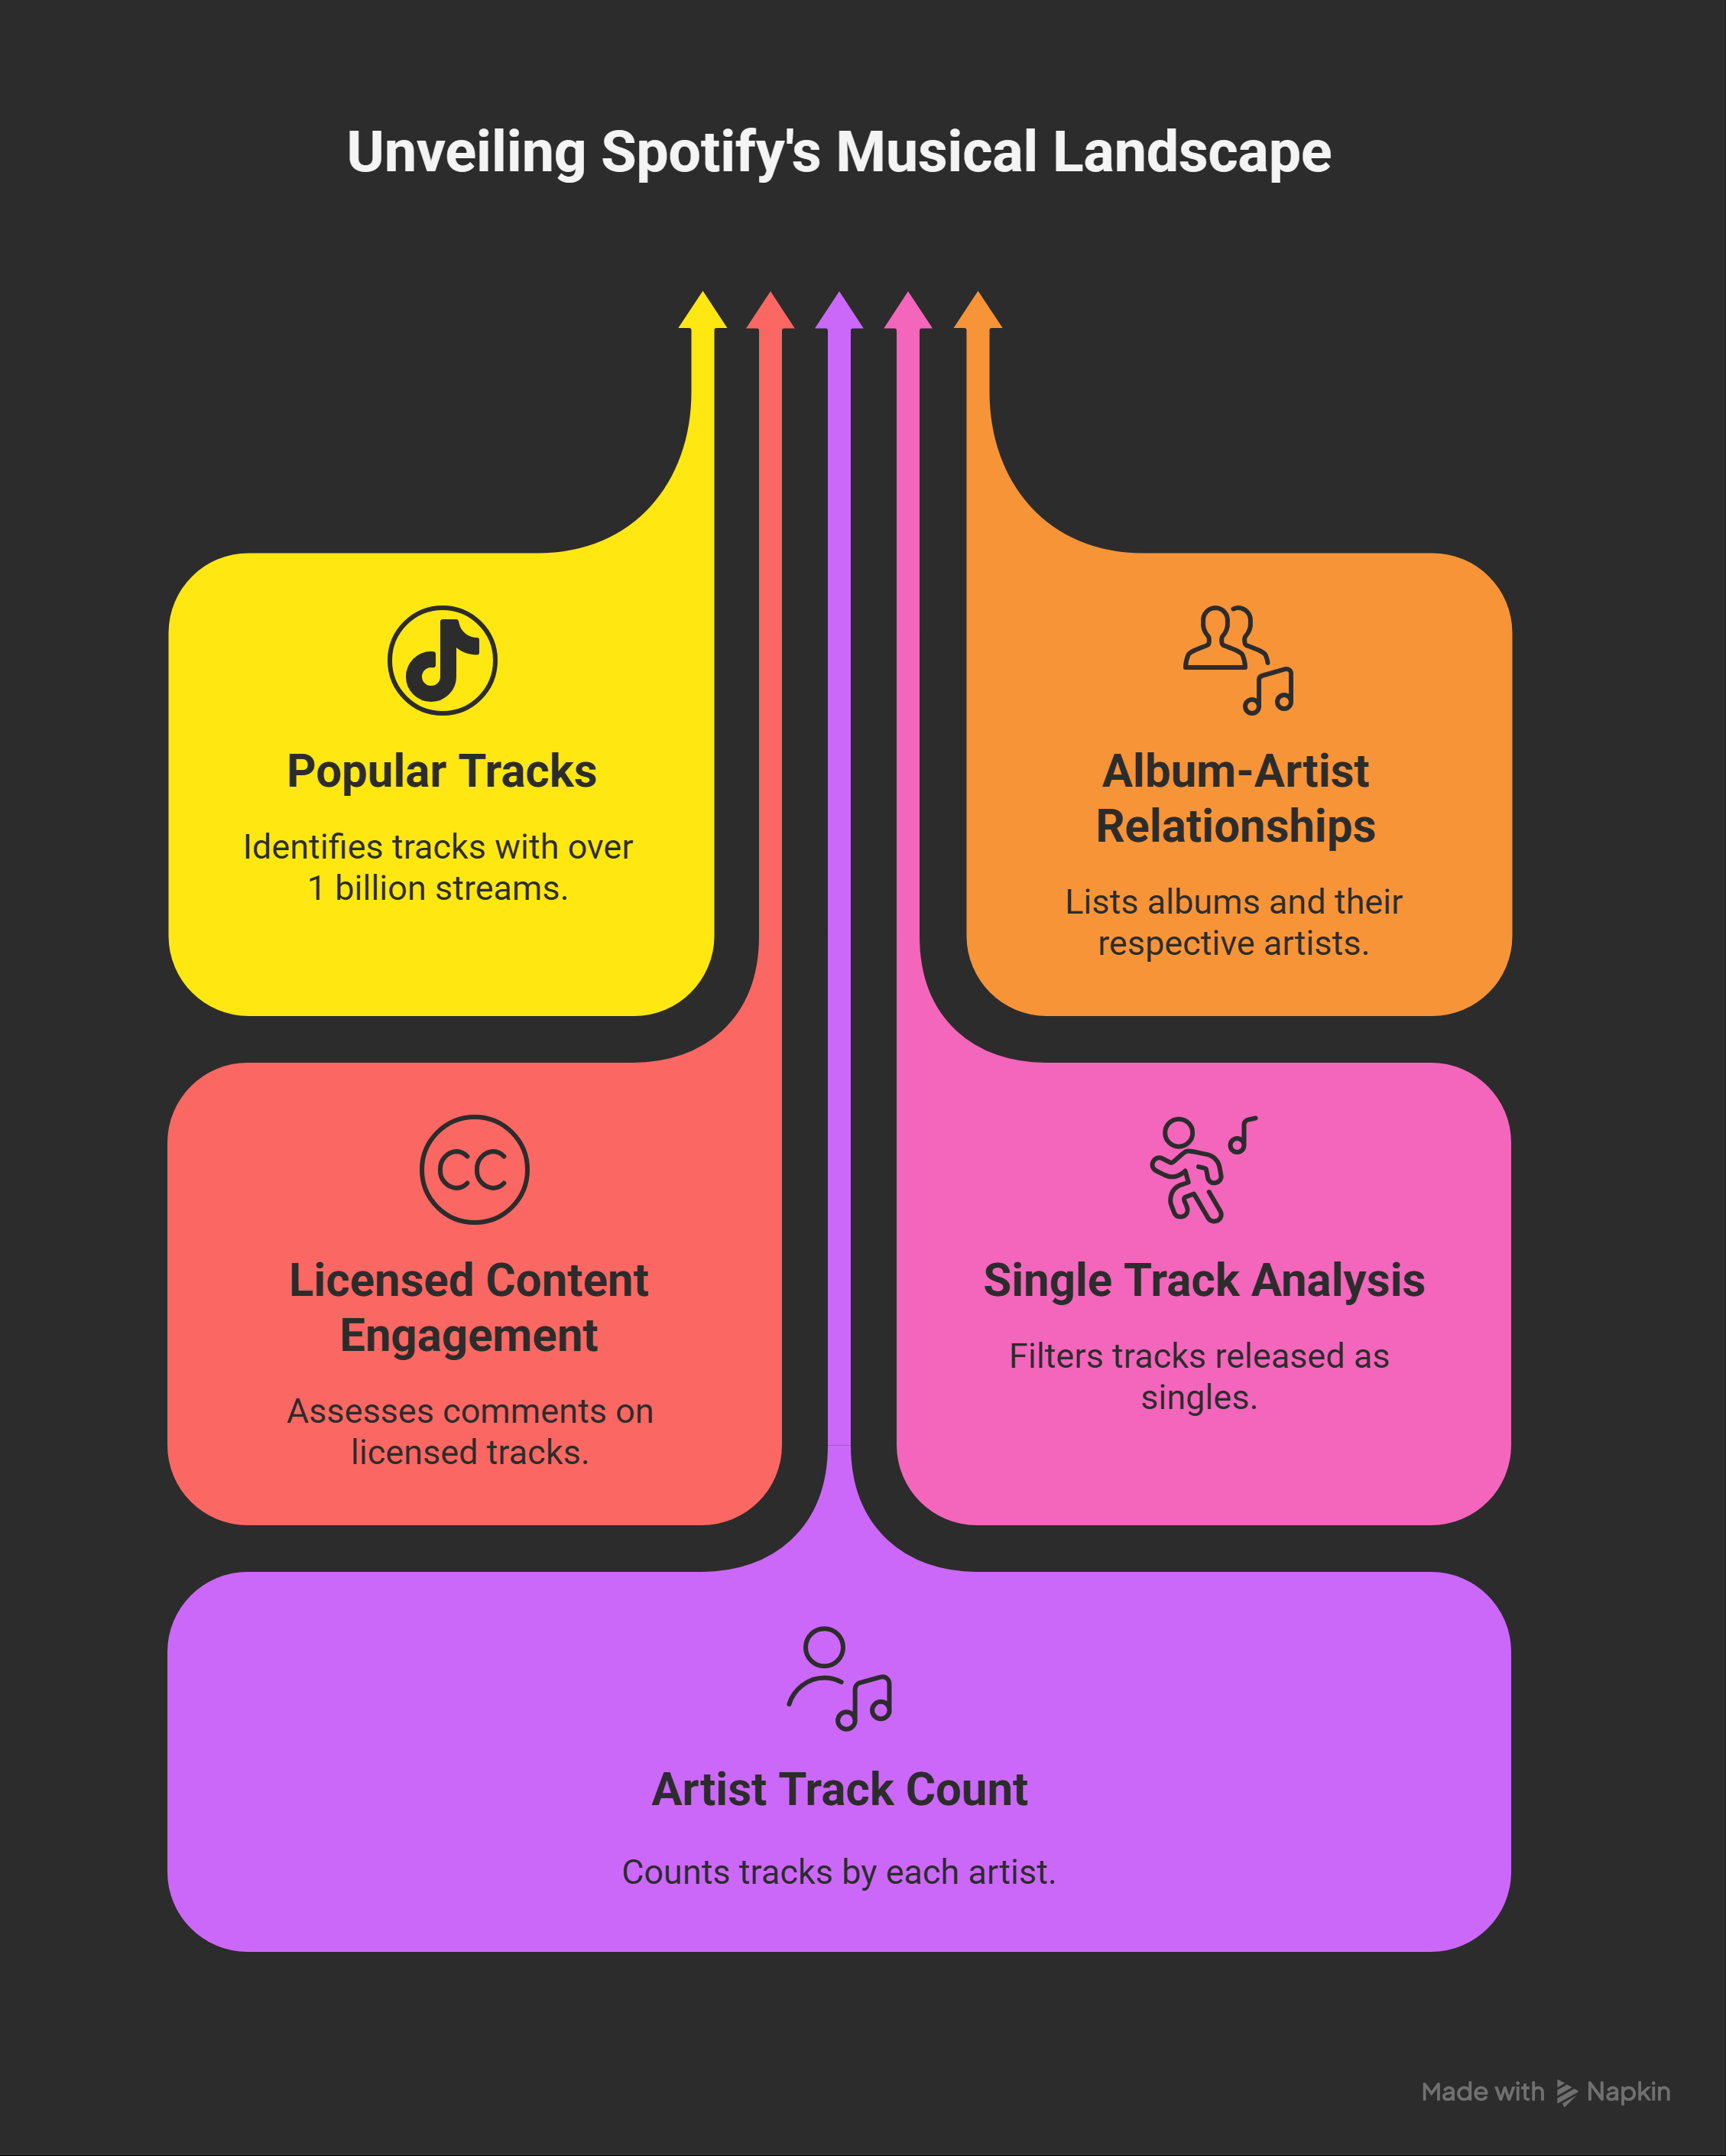 Unveiling Spotify's Musical Landscape
Popular Tracks
Identifies tracks with over
1 billion streams.
Album-Artist
Relationships
Lists albums and their
respective artists.
CC
Licensed Content
Engagement
Assesses comments on
licensed tracks.
Single Track Analysis
Filters tracks released as
singles.
Artist Track Count
Counts tracks by each artist.
Made with Napkin